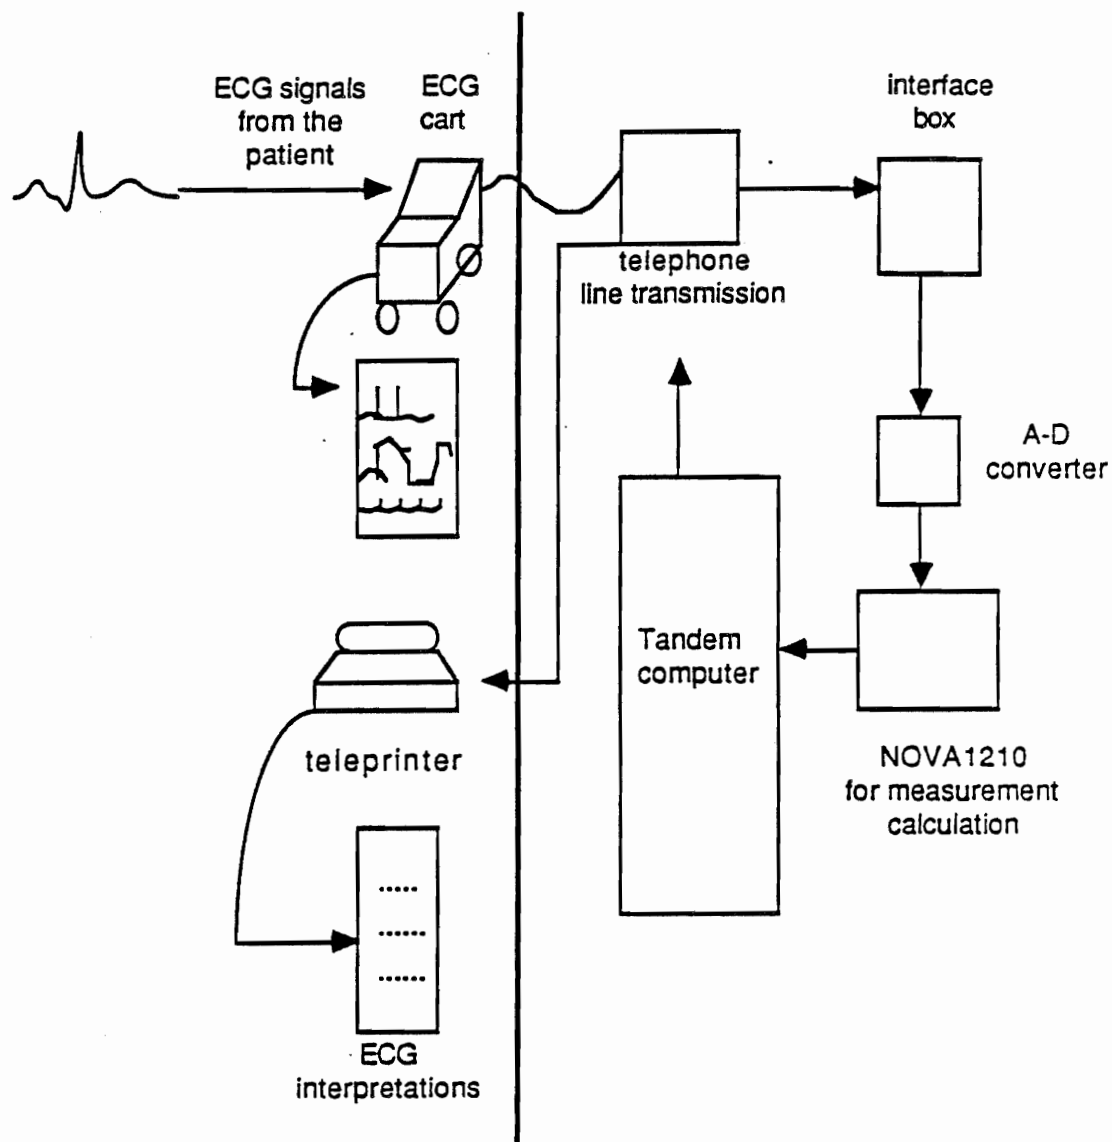 ECG signals
from the
patient
ECG
cart
interface
box
telephone
line transmission
A-D
converter
Tandem
computer
teleprinter
NOVA1210
for measurement
calculation
ECG
interpretations